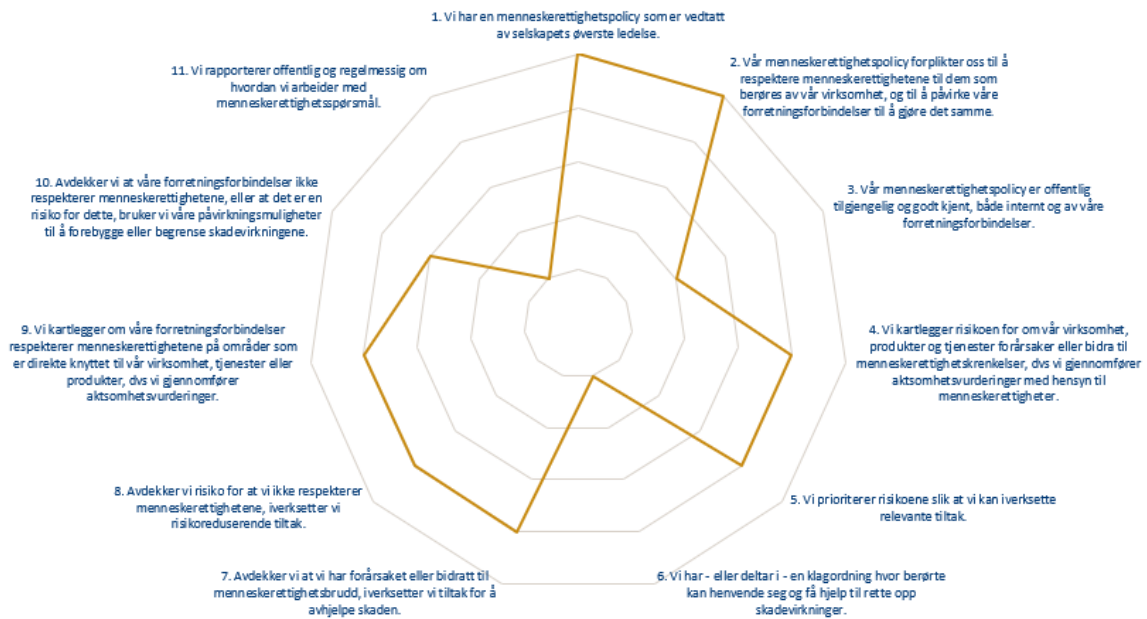 1. Vi har en menneskerettighetspolicy som er vedtatt
av selskapets øverste ledelse.
2. Vår menneskerettighetspolicy forplikter oss til å
respektere menneskerettighetene til dem som
berøres av vår virksomhet, og til å påvirke våre
forretningsforbindelser til å gjøre det samme.
3. Vår menneskerettighetspolicy er offentlig
tilgjengelig og godt kjent, både internt og av våre
forretningsforbindelser.
4. Vi kartlegger risikoen for om vår virksomhet,
produkter og tjenester forårsaker eller bidra til
menneskerettighetskrenkelser, dvs vi gjennomfører
aktsomhetsvurderinger med hensyn til
menneskerettigheter.
5. Vi prioriterer risikoene slik at vi kan iverksette
relevante tiltak.
6. Vi har - eller deltar i - en klagordning hvor berørte
kan henvende seg og få hjelp til rette opp
skadevirkninger.
7. Avdekker vi at vi har forårsaket eller bidratt til
menneskerettighetsbrudd, iverksetter vi tiltak for å
avhjelpe skaden.
8. Avdekker vi risiko for at vi ikke respekterer
menneskerettighetene, iverksetter vi
risikoreduserende tiltak.
9. Vi kartlegger om våre forretningsforbindelser
respekterer menneskerettighetene på områder som
er direkte knyttet til vår virksomhet, tjenester eller
produkter, dvs vi gjennomfører
aktsomhetsvurderinger.
10. Avdekker vi at våre forretningsforbindelser ikke
respekterer menneskerettighetene, eller at det er en
risiko for dette, bruker vi våre påvirkningsmuligheter
til å forebygge eller begrense skadevirkningene.
11. Vi rapporterer offentlig og regelmessig om
hvordan vi arbeider med
menneskerettighetsspørsmål.